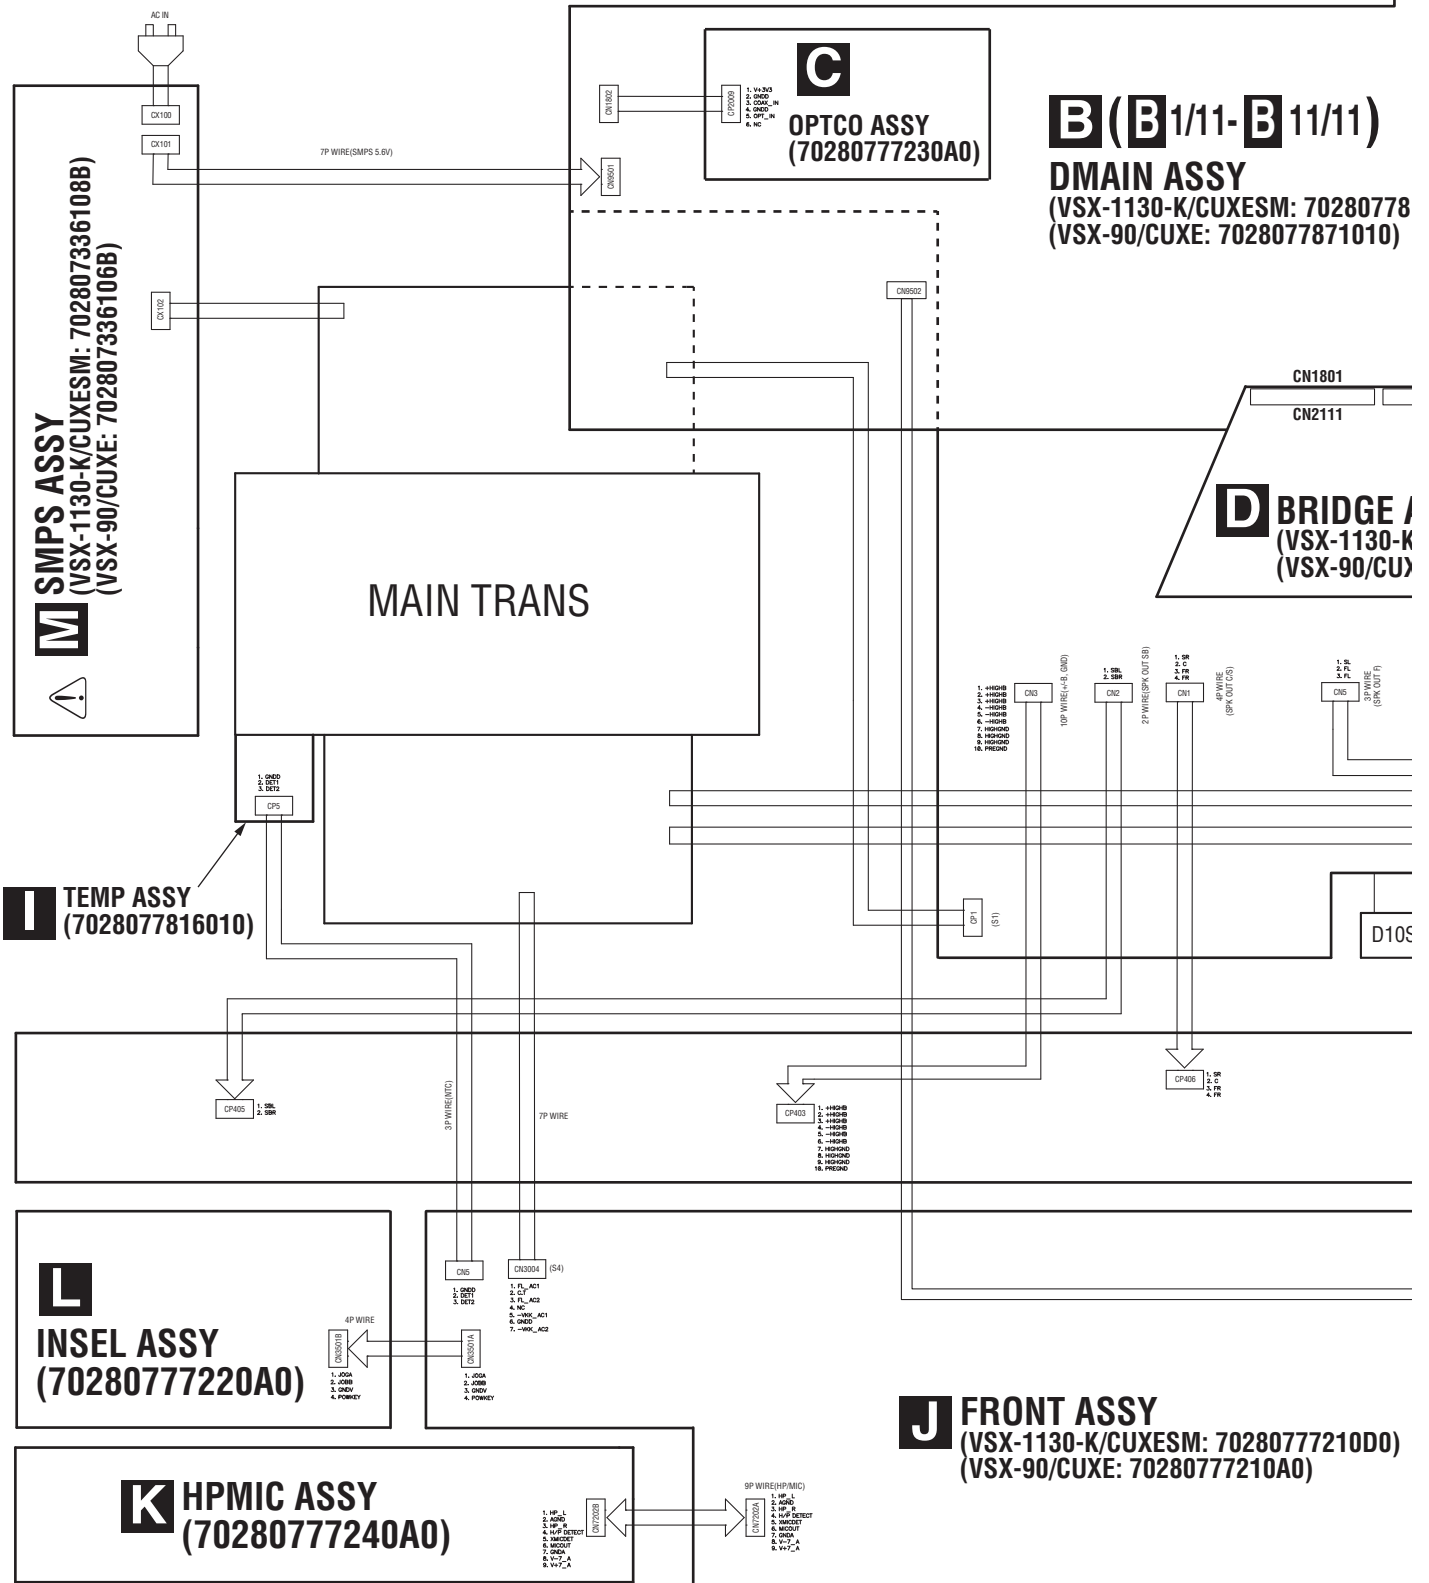 AC IN
CX100
CX101
7P WIRE(SMPS 5.6V)
CN9501
CX102
M SMPS ASSY
(VSX-1130-K/CUXESM: 702807336108B)
(VSX-90/CUXE: 702807336106B)
CN1802
CP2009
1. V+3V3
2. GNDD
3. COAX_IN
4. GNDD
5. OPT_IN
6. NC
C
OPTCO ASSY
(70280777230A0)
B (B 1/11- B 11/11)
DMAIN ASSY
(VSX-1130-K/CUXESM: 70280778
(VSX-90/CUXE: 7028077871010)
CN9502
CN1801
CN2111
D BRIDGE
(VSX-1130-K
(VSX-90/CUX
MAIN TRANS
1. +HIGHB
2. +HIGHB
3. +HIGHB
4. -HIGHB
5. -HIGHB
6. -HIGHB
7. HIGHGND
8. HIGHGND
9. HIGHGND
10. PREGND
CN3
10P WIRE(+/-B, GND)
1. SBL
2. SBR
CN2
2P WIRE(SPK OUT SB)
1. SR
2. C
3. FR
4. FR
CN1
4P WIRE
(SPK OUT C/S)
1. SL
2. FL
3. FL
CN5
3P WIRE
(SPK OUT F)
1. GNDD
2. DET1
3. DET2
CP5
I TEMP ASSY
(7028077816010)
CP1
(S1)
D10S
CP405
1. SBL
2. SBR
3P WIRE(NTC)
7P WIRE
CP403
1. +HIGHB
2. +HIGHB
3. +HIGHB
4. -HIGHB
5. -HIGHB
6. -HIGHB
7. HIGHGND
8. HIGHGND
9. HIGHGND
10. PREGND
CP406
1. SR
2. C
3. FR
4. FR
L
INSEL ASSY
(70280777220A0)
4P WIRE
CN3501B
1. JOGA
2. JOBB
3. GNDV
4. POWKEY
CN5
1. GNDD
2. DET1
3. DET2
CN3501A
1. JOGA
2. JOBB
3. GNDV
4. POWKEY
CN3004
(S4)
1. FL_AC1
2. C.T
3. FL_AC2
4. NC
5. -VKK_AC1
6. GNDD
7. -VKK_AC2
J FRONT ASSY
(VSX-1130-K/CUXESM: 70280777210D0)
(VSX-90/CUXE: 70280777210A0)
K HPMIC ASSY
(70280777240A0)
1. HP_L
2. AGND
3. HP_R
4. H/P DETECT
5. XMICDET
6. MICOUT
7. GNDA
8. V-7_A
9. V+7_A
CN7202B
9P WIRE(HP/MIC)
CN7202A
1. HP_L
2. AGND
3. HP_R
4. H/P DETECT
5. XMICDET
6. MICOUT
7. GNDA
8. V-7_A
9. V+7_A